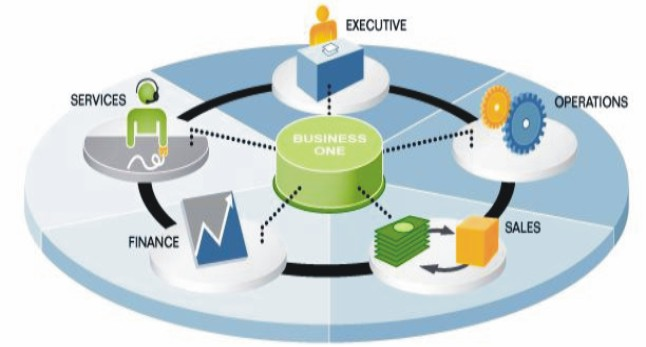 EXECUTIVE
SERVICES
OPERATIONS
BUSINESS
ONE
FINANCE
SALES